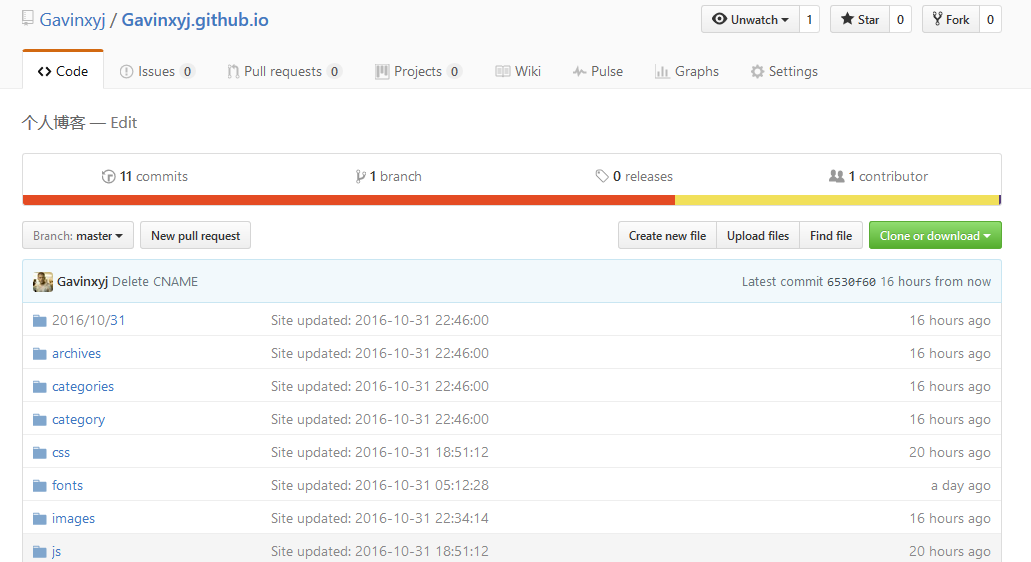 Gavinxyj / Gavinxyj.github.io Unwatch 1 Star 0 Fork 0
Code Issues 0 Pull requests 0 Projects 0 Wiki Pulse Graphs Settings
个人博客 — Edit
11 commits 1 branch 0 releases 1 contributor
Branch: master New pull request Create new file Upload files Find file Clone or download
Gavinxyj Delete CNAME Latest commit 6530f60 16 hours from now
2016/10/31 Site updated: 2016-10-31 22:46:00 16 hours ago
archives Site updated: 2016-10-31 22:46:00 16 hours ago
categories Site updated: 2016-10-31 22:46:00 16 hours ago
category Site updated: 2016-10-31 22:46:00 16 hours ago
css Site updated: 2016-10-31 18:51:12 20 hours ago
fonts Site updated: 2016-10-31 05:12:28 a day ago
images Site updated: 2016-10-31 22:34:14 16 hours ago
js Site updated: 2016-10-31 18:51:12 20 hours ago